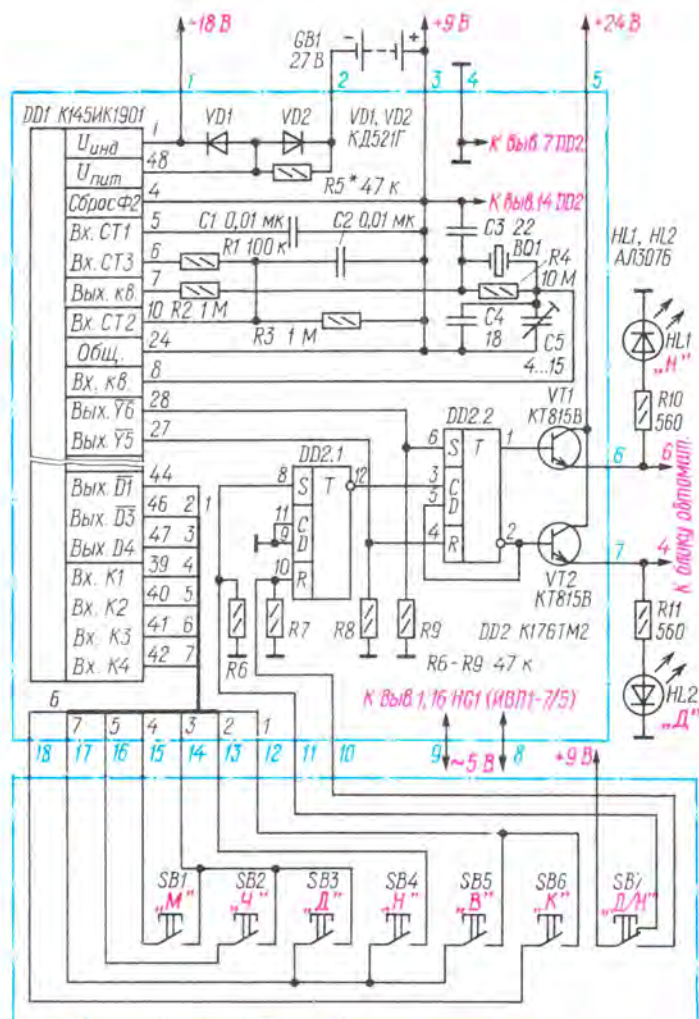 -18 В
GB1
27 В
- +
+9 В
+24 В
1
2
3
4
5
DD1 К145ИК1901
VD1
VD2
VD1, VD2
КД521Г
Uинд 1
Uпит 48
Сброс Ф2 4
Вх. СТ1 5
Вх. СТ3 6
Вых. кв. 7
Вх. СТ2 10
Общ. 24
Вх. кв. 8
Вых. Y6 28
Вых. Y5 27
К выв. 7 DD2
R5* 47 к
К выв. 14 DD2
C1 0,01 мк
C2 0,01 мк
C3 22
BQ1
R4
10 М
R1 100 к
R2 1 М
R3 1 М
C4
18
C5
4...15
HL1, HL2
АЛ307Б
HL1
„Н"
R10
560
VT1
КТ815В
DD2.2
DD2.1
6 S T 1
3 C
5 D
4 R 2
8 S T 12
11 C
9 D
10 R
6
6
7
4
К блоку автомат.
VT2
КТ815В
R11
560
HL2
„Д"
Вых. D1 44 1
Вых. D3 46 2
Вых. D4 47 3
Вх. К1 39 4
Вх. К2 40 5
Вх. К3 41 6
Вх. К4 42 7
R6
R7
R8
R9
DD2 К176ТМ2
R6-R9 47 к
К выв. 1, 16 HG1 (ИВЛ1-7/5)
6 7 5 4 3 2 1
18 17 16 15 14 13 12 11 10 9 8
~5 В
+9 В
SB1
„М"
SB2
„Ч"
SB3
„Д"
SB4
„Н"
SB5
„В"
SB6
„К"
SB7
„Д/Н"